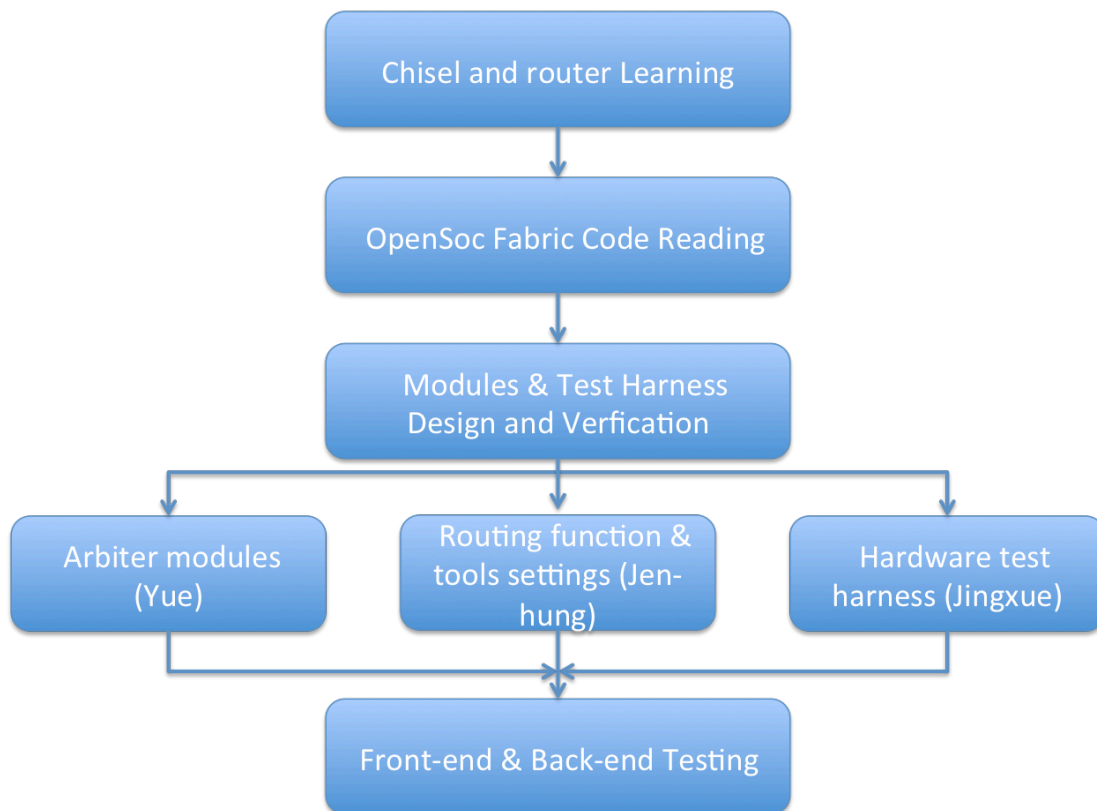 Chisel and router Learning
OpenSoc Fabric Code Reading
Modules & Test Harness
Design and Verfication
Arbiter modules
(Yue)
Routing function &
tools settings (Jen-
hung)
Hardware test
harness (Jingxue)
Front-end & Back-end Testing